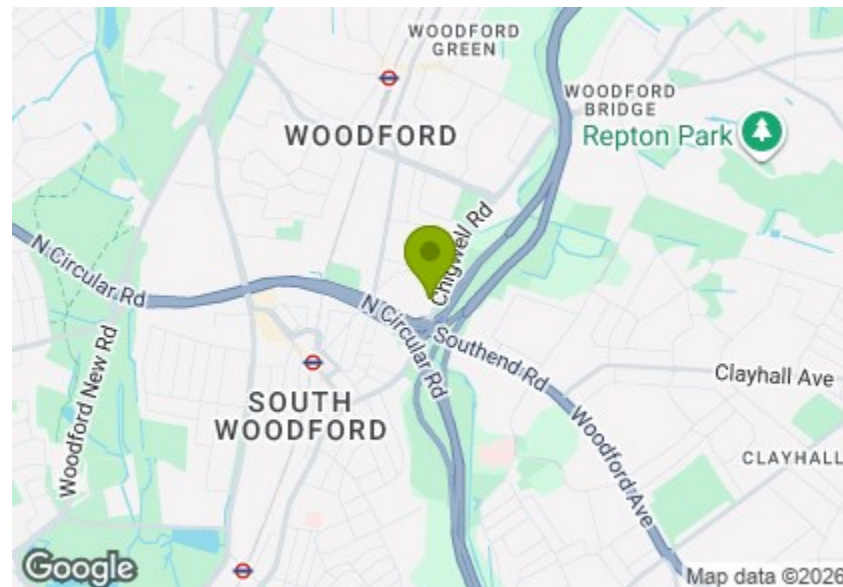 WOODFORD
GREEN
WOODFORD
BRIDGE
Repton Park
WOODFORD
Chigwell Rd
N Circular Rd
N Circular Rd
Southend Rd
Woodford New Rd
Clayhall Ave
SOUTH
WOODFORD
Woodford Ave
CLAYHALL
Google
Map data ©2026